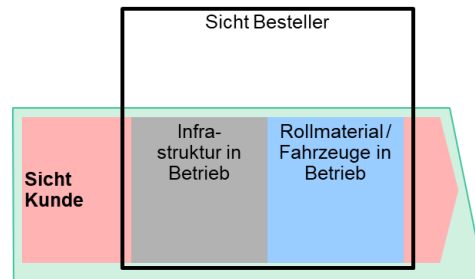 Sicht Besteller
Infra-
struktur in
Betrieb
Rollmaterial/
Fahrzeuge in
Betrieb
Sicht
Kunde